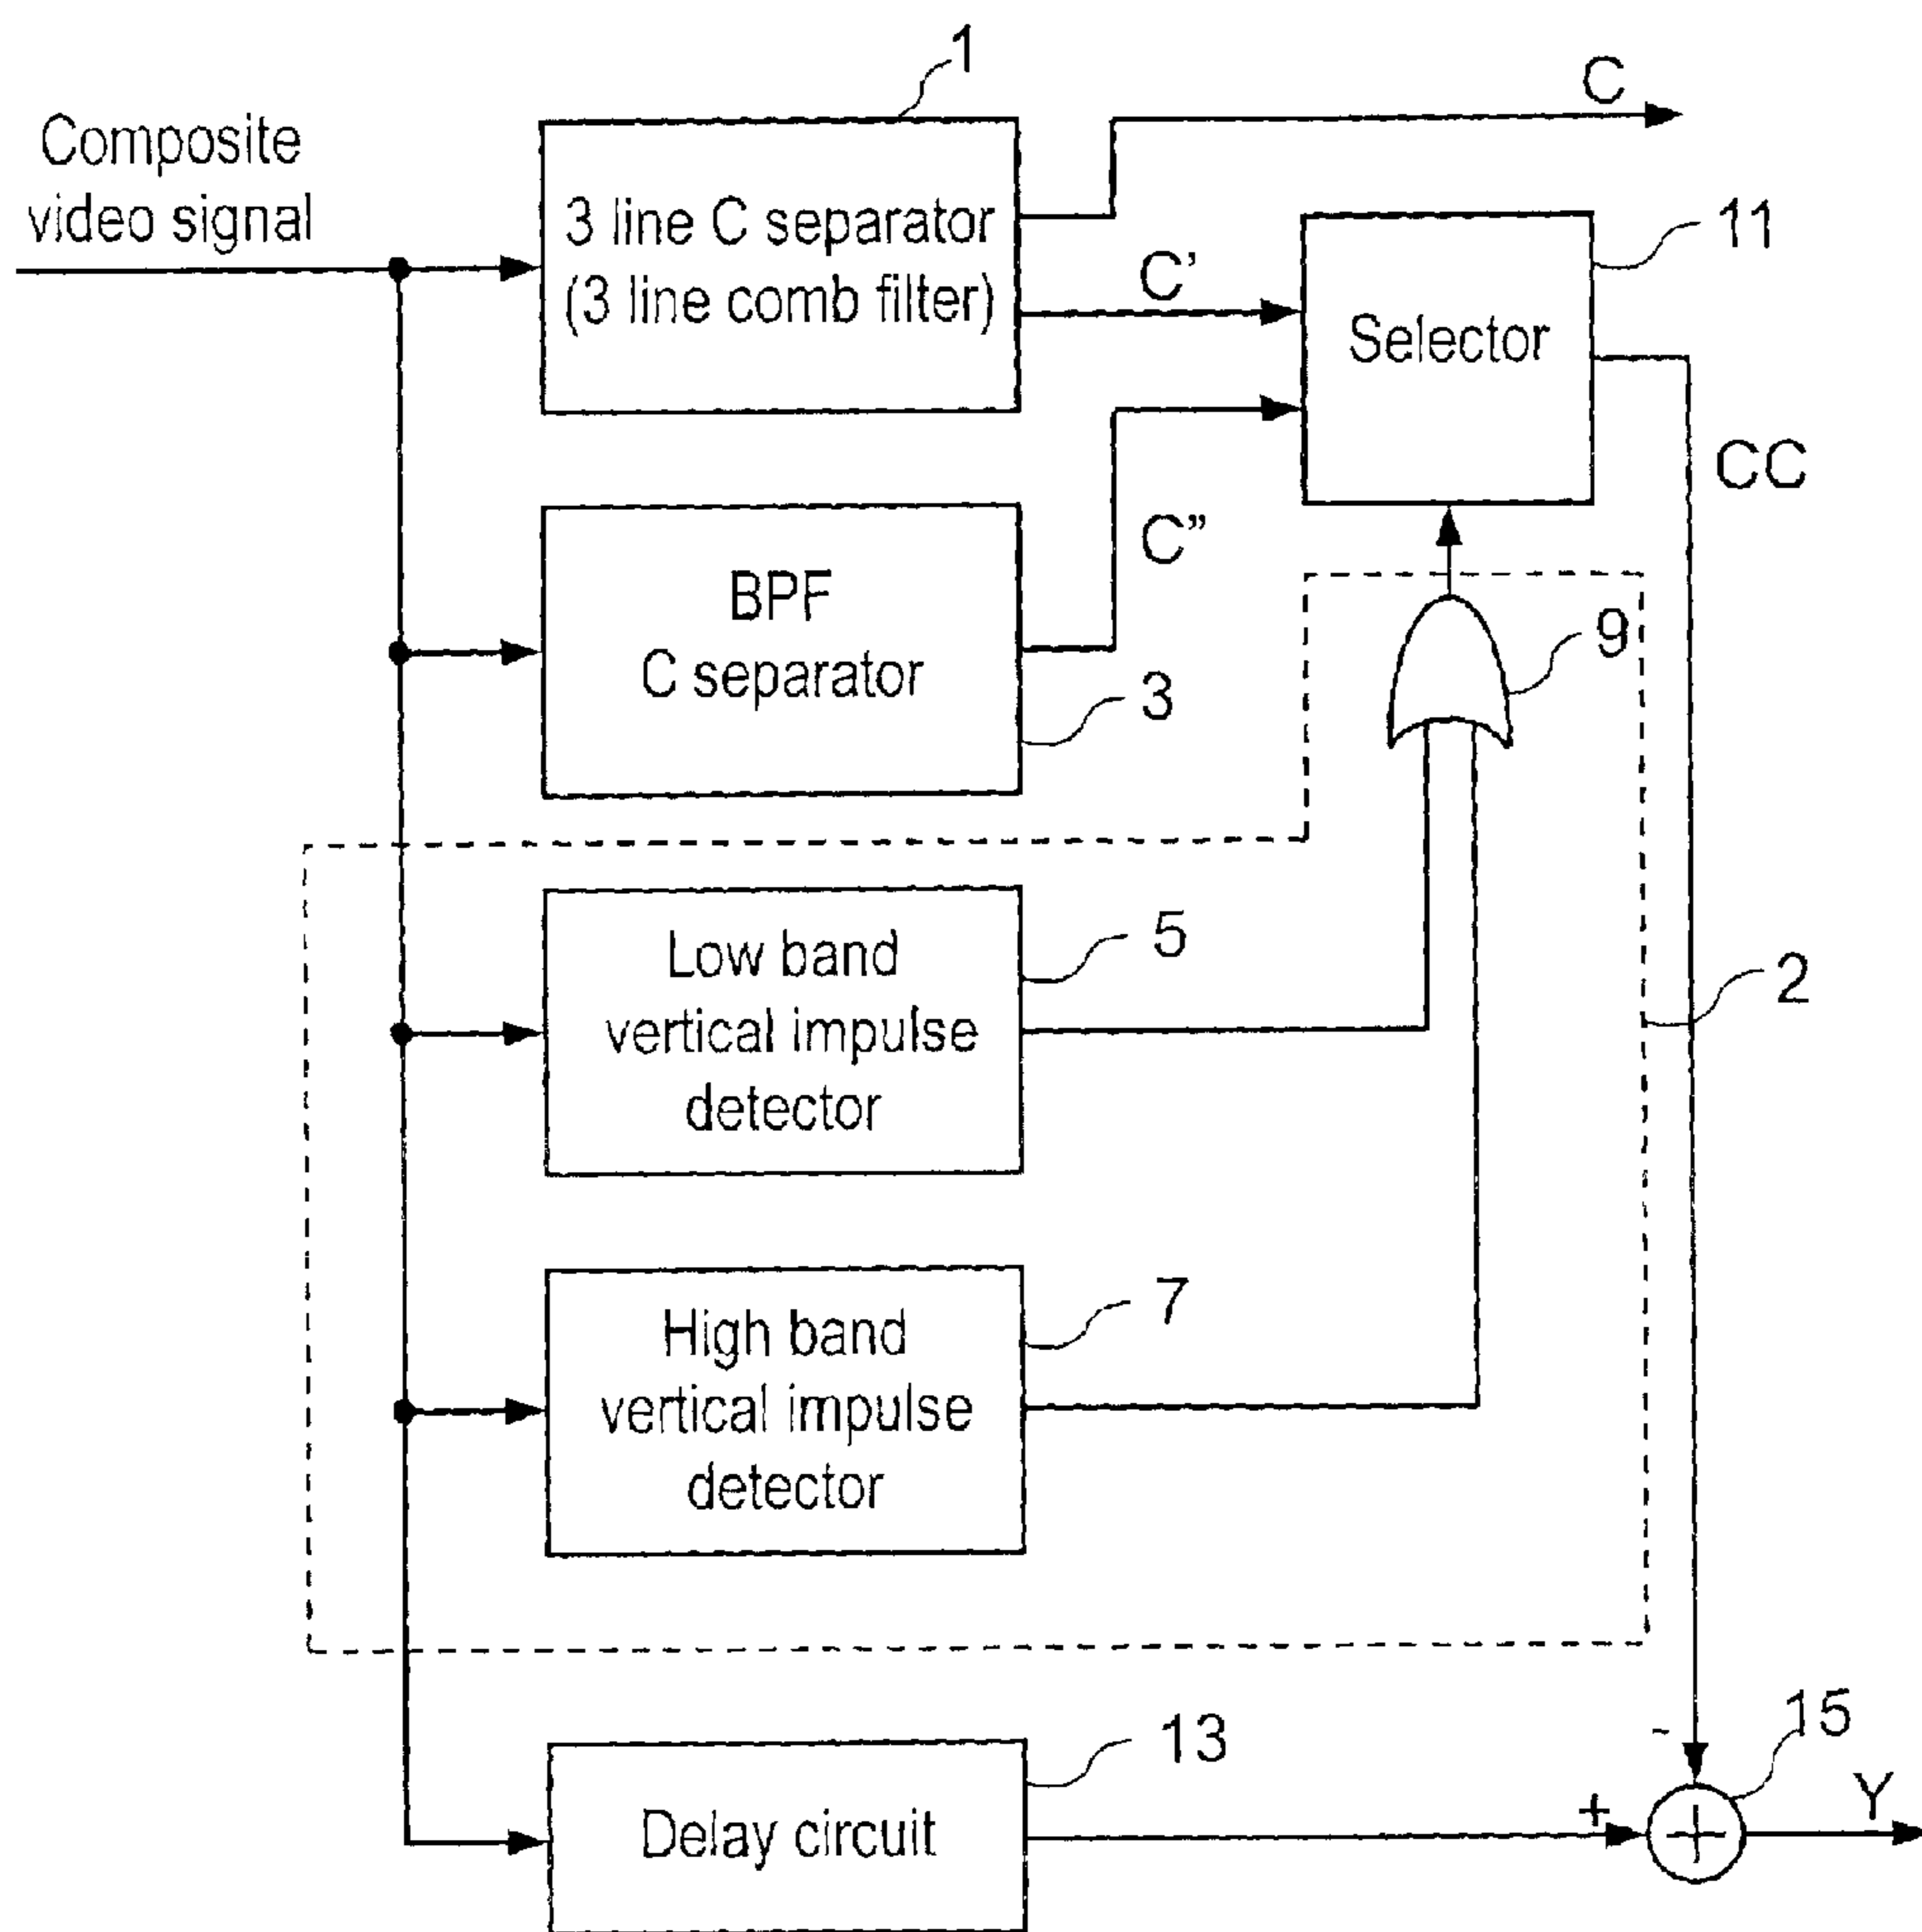 1
C
Composite
video signal
3 line C separator
(3 line comb filter)
C'
11
Selector
CC
C”
BPF
C separator
3
9
5
Low band
vertical impulse
detector
2
7
High band
vertical impulse
detector
13
Delay circuit
-
15
+
+
Y